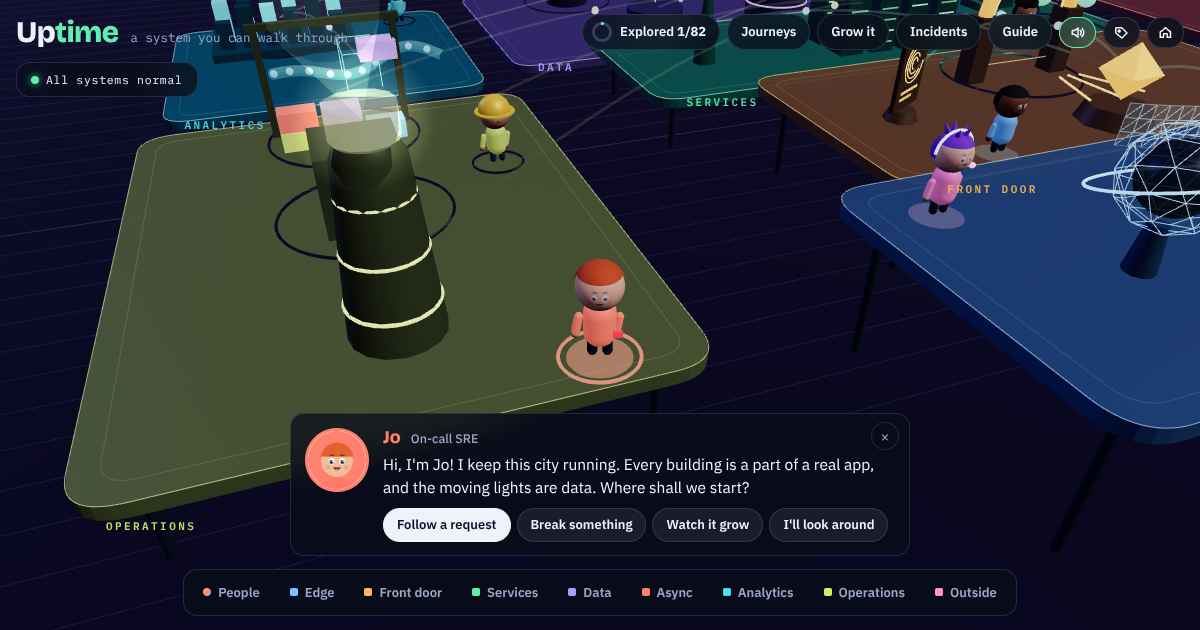 Uptime a system you can walk through
Explored 1/82
Journeys
Grow it
Incidents
Guide
All systems normal
DATA
SERVICES
ANALYTICS
FRONT DOOR
OPERATIONS
Jo On-call SRE
Hi, I'm Jo! I keep this city running. Every building is a part of a real app,
and the moving lights are data. Where shall we start?
Follow a request
Break something
Watch it grow
I'll look around
People
Edge
Front door
Services
Data
Async
Analytics
Operations
Outside